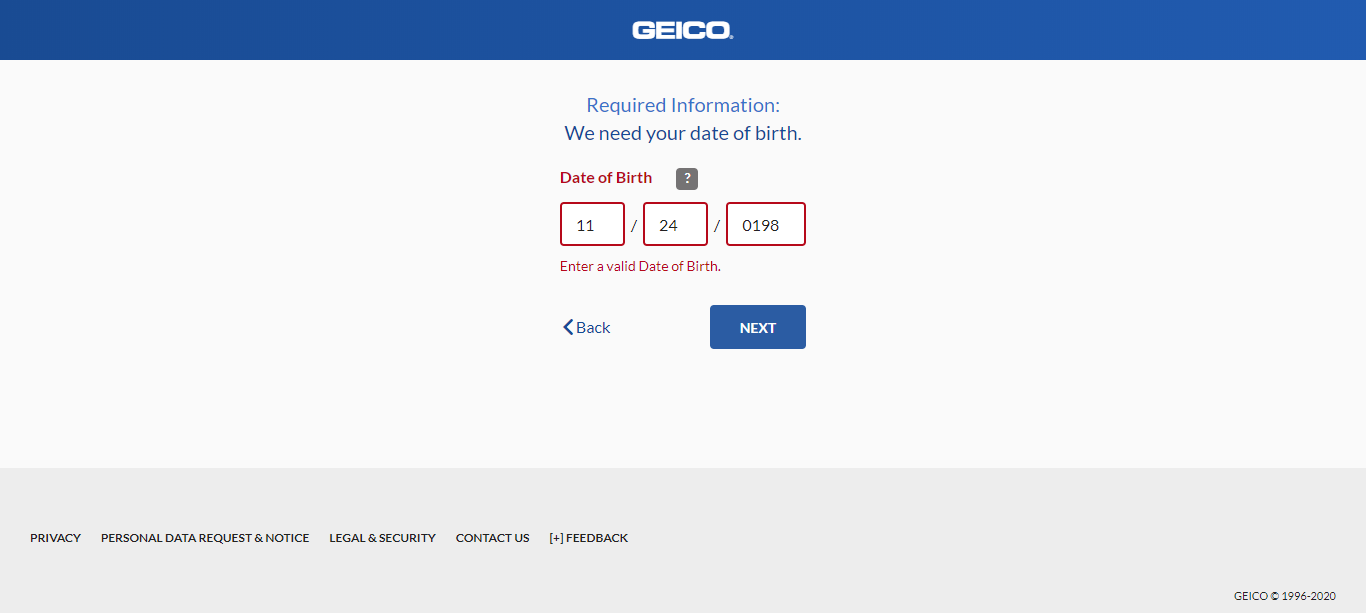 GEICO
Required Information:
We need your date of birth.
Date of Birth ?
11 / 24 / 0198
Enter a valid Date of Birth.
Back NEXT
PRIVACY PERSONAL DATA REQUEST & NOTICE LEGAL & SECURITY CONTACT US [+] FEEDBACK
GEICO © 1996-2020